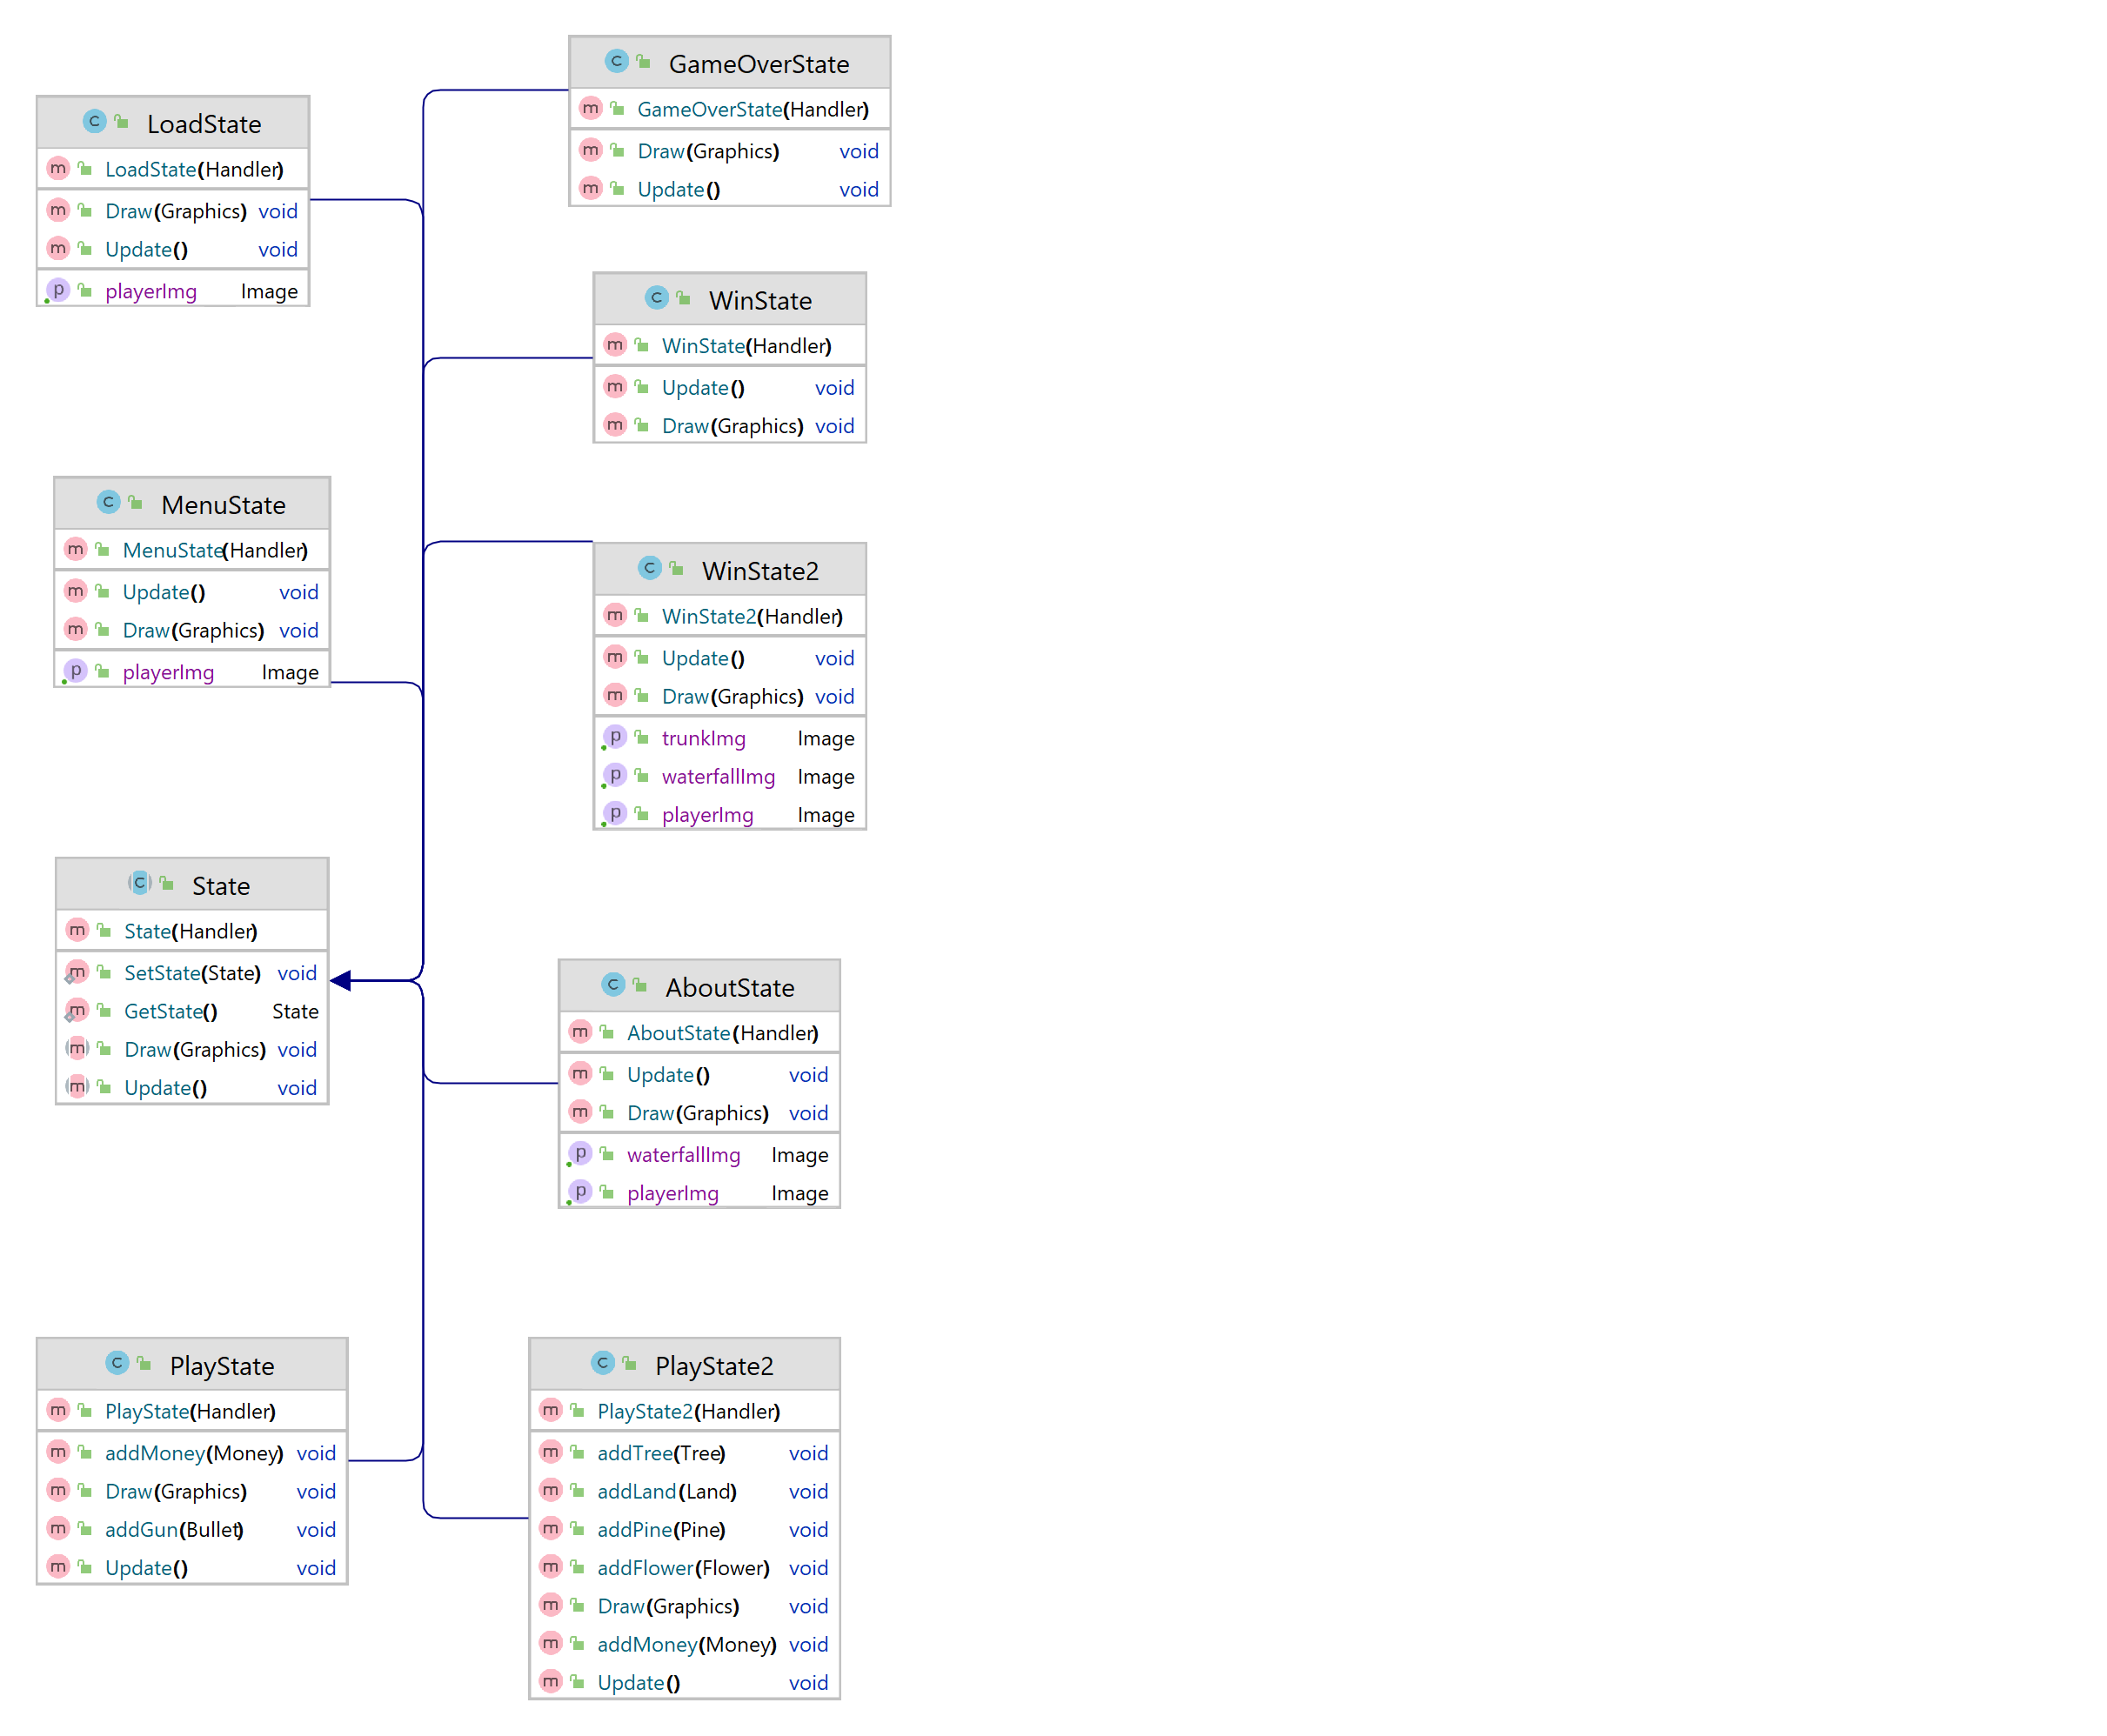 LoadState
LoadState(Handler)
Draw(Graphics) void
Update() void
playerImg Image
MenuState
MenuState(Handler)
Update() void
Draw(Graphics) void
playerImg Image
State
State(Handler)
SetState(State) void
GetState() State
Draw(Graphics) void
Update() void
PlayState
PlayState(Handler)
addMoney(Money) void
Draw(Graphics) void
addGun(Bullet) void
Update() void
GameOverState
GameOverState(Handler)
Draw(Graphics) void
Update() void
WinState
WinState(Handler)
Update() void
Draw(Graphics) void
WinState2
WinState2(Handler)
Update() void
Draw(Graphics) void
trunkImg Image
waterfallImg Image
playerImg Image
AboutState
AboutState(Handler)
Update() void
Draw(Graphics) void
waterfallImg Image
playerImg Image
PlayState2
PlayState2(Handler)
addTree(Tree) void
addLand(Land) void
addPine(Pine) void
addFlower(Flower) void
Draw(Graphics) void
addMoney(Money) void
Update() void